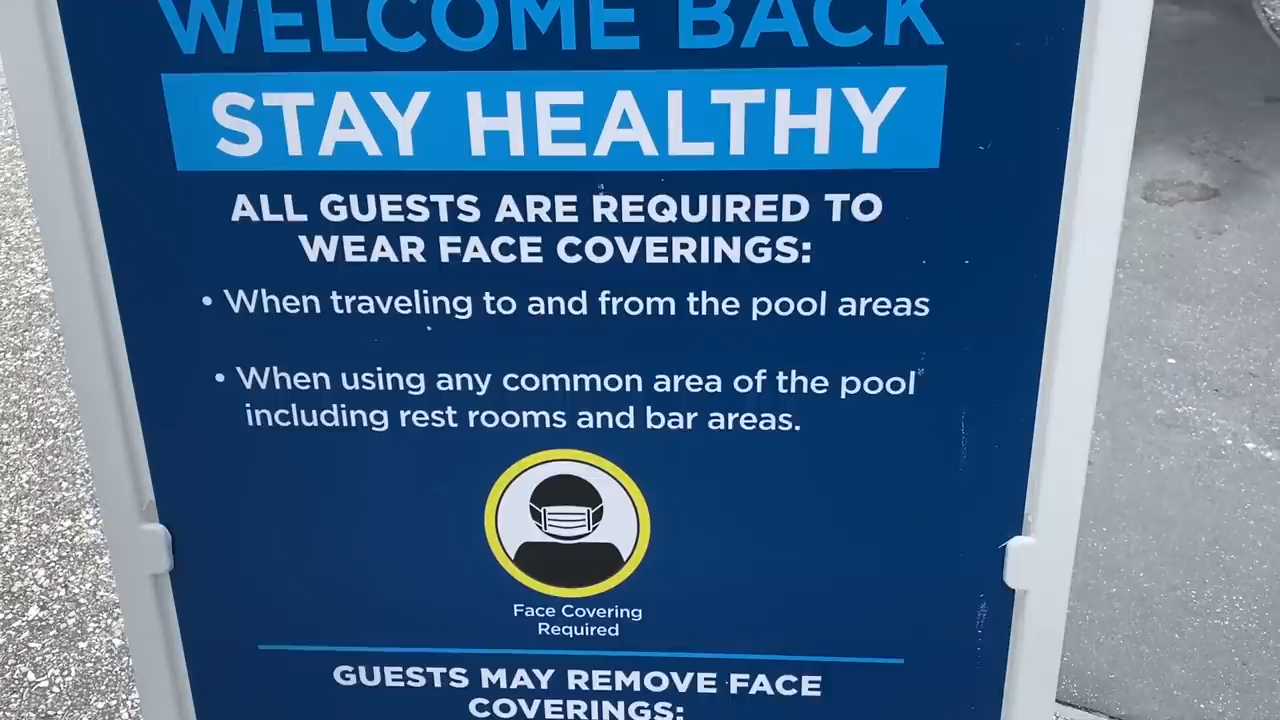 WELCOME BACK
STAY HEALTHY
ALL GUESTS ARE REQUIRED TO
WEAR FACE COVERINGS:
• When traveling to and from the pool areas
• When using any common area of the pool
including rest rooms and bar areas.
Face Covering
Required
GUESTS MAY REMOVE FACE
COVERINGS: